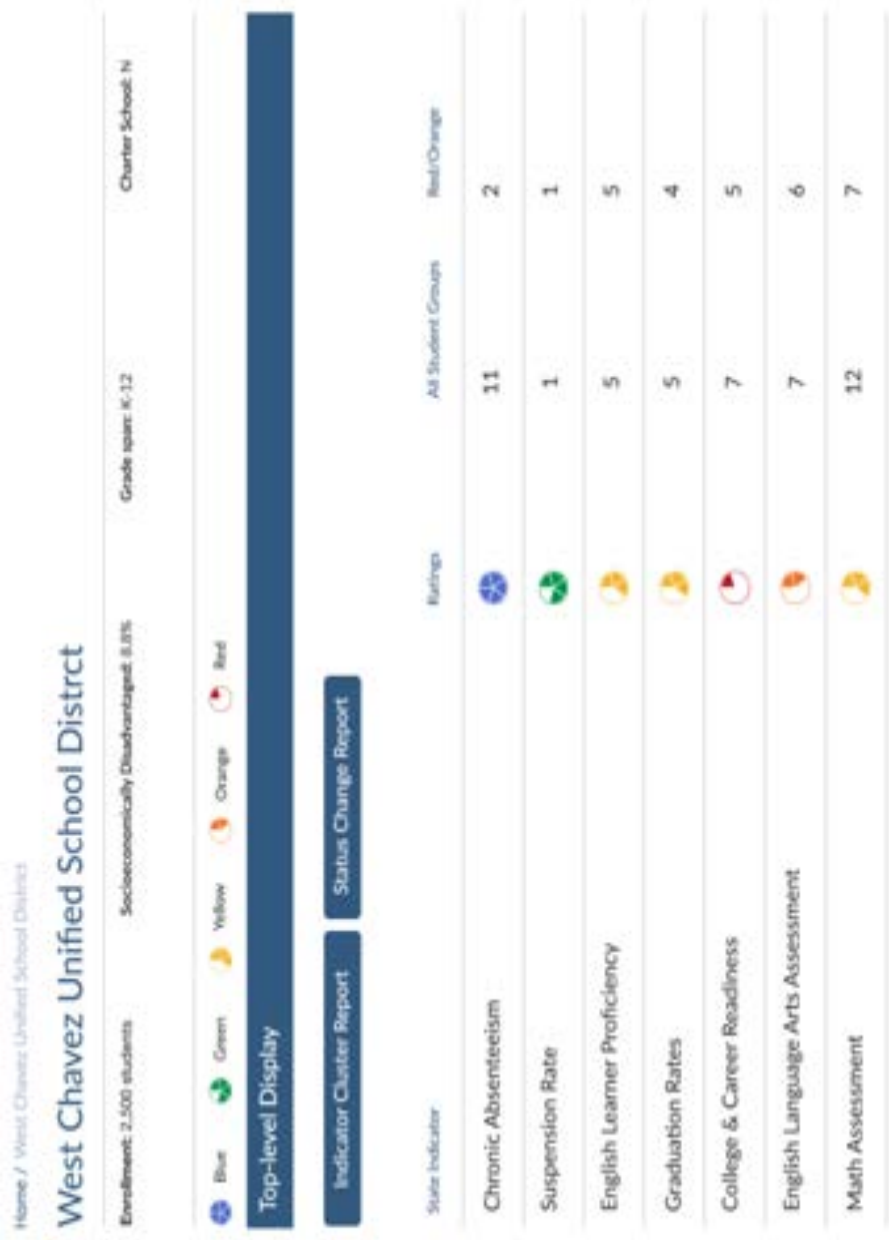 Home / West Chavez Unified School District
West Chavez Unified School Distrct
Enrollment: 2,500 students Socioeconomically Disadvantaged: 8.8% Grade span: K-12 Charter School: N
Blue Green Yellow Orange Red
Top-level Display
Indicator Cluster Report Status Change Report
State Indicator Ratings All Student Groups Red/Orange
Chronic Absenteeism 11 2
Suspension Rate 1 1
English Learner Proficiency 5 5
Graduation Rates 5 4
College & Career Readiness 7 5
English Language Arts Assessment 7 6
Math Assessment 12 7